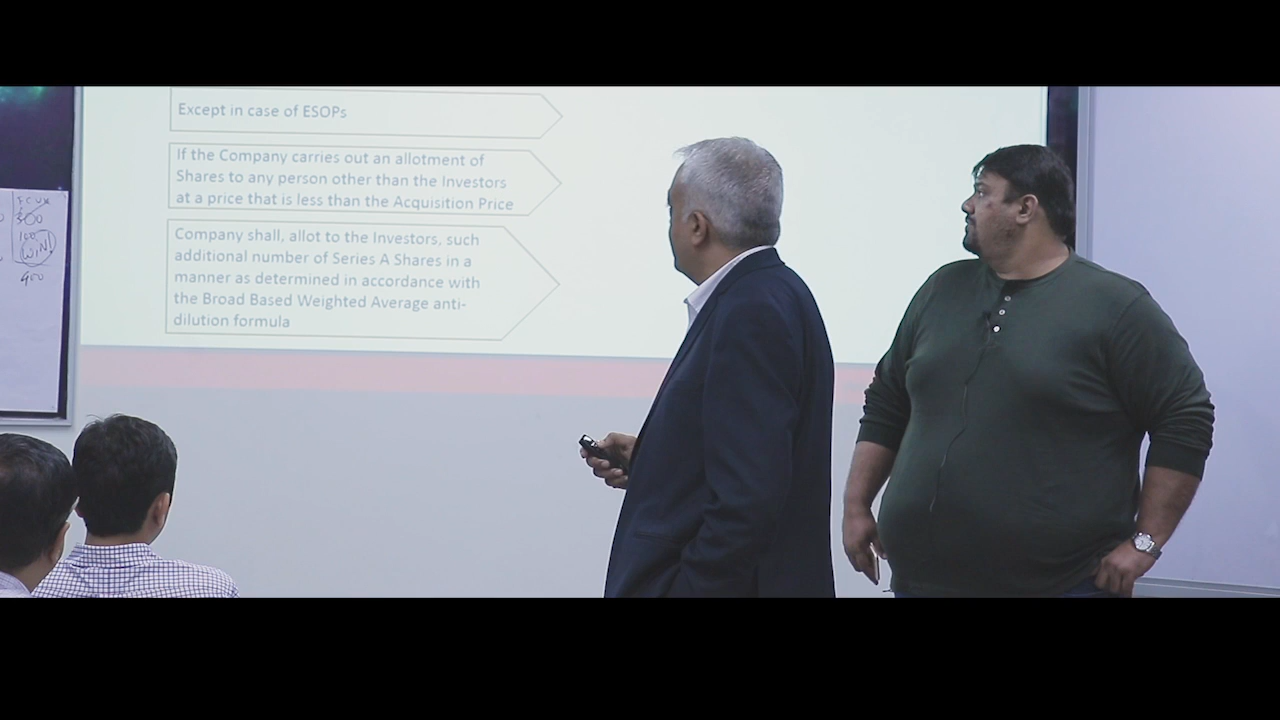 Except in case of ESOPs
If the Company carries out an allotment of
Shares to any person other than the Investors
at a price that is less than the Acquisition Price
Company shall, allot to the Investors, such
additional number of Series A Shares in a
manner as determined in accordance with
the Broad Based Weighted Average anti-
dilution formula
100
WIN!
400